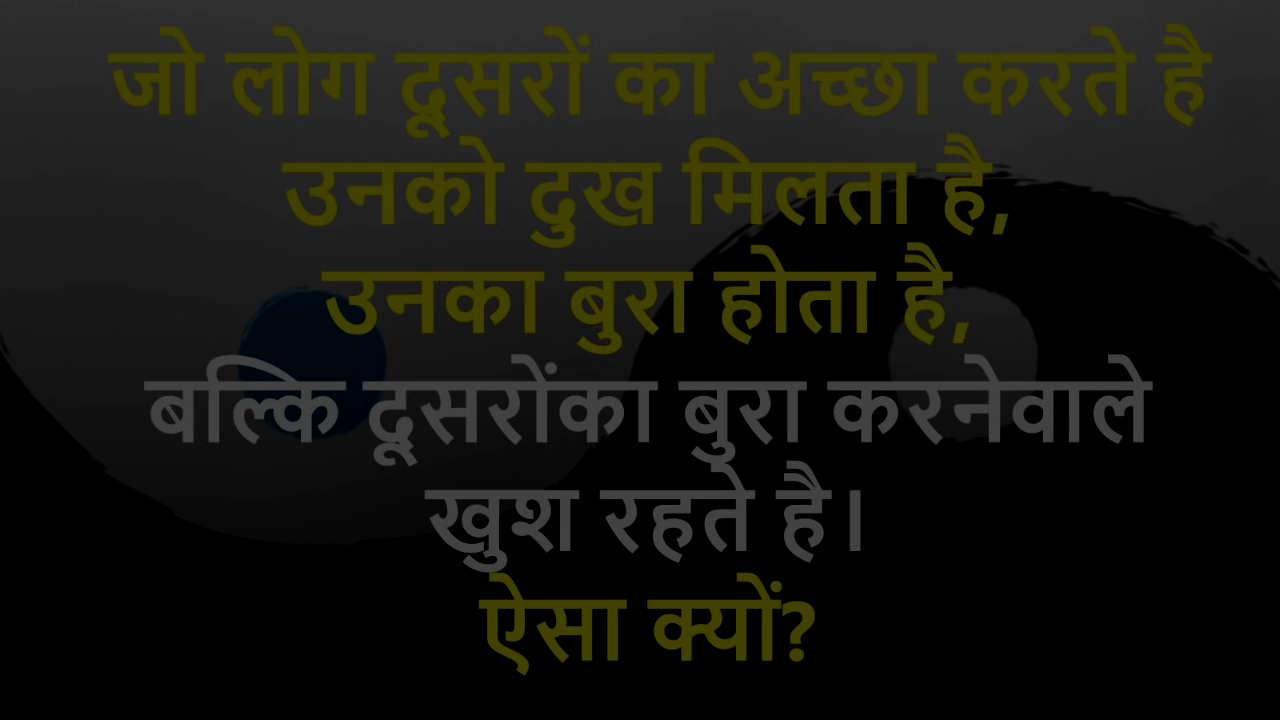 जो लोग दूसरों का अच्छा करते है
उनको दुख मिलता है,
उनका बुरा होता है,
बल्कि दूसरोंका बुरा करनेवाले
खुश रहते है।
ऐसा क्यों?